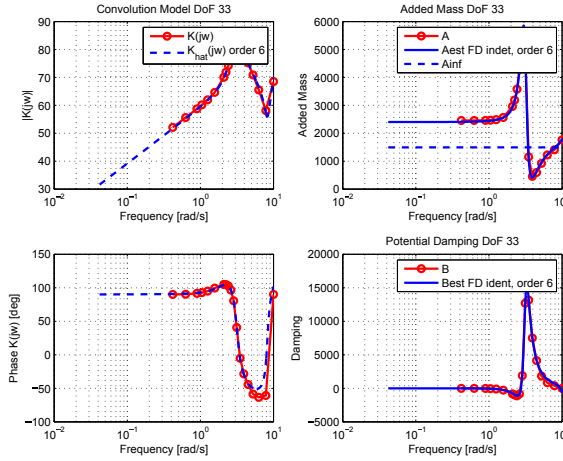 Convolution Model DoF 33
K(jw)
K_hat(jw) order 6
|K(jw)|
90
80
70
60
50
40
30
10^-2
10^-1
10^0
10^1
Frequency [rad/s]
Added Mass DoF 33
A
Aest FD indet, order 6
Ainf
Added Mass
6000
5000
4000
3000
2000
1000
0
10^-2
10^0
10^1
Frequency [rad/s]
Phase K(jw) [deg]
150
100
50
0
-50
-100
10^-2
10^-1
10^0
10^1
Frequency [rad/s]
Potential Damping DoF 33
B
Best FD ident, order 6
Damping
20000
15000
10000
5000
0
-5000
10^-2
10^-1
10^0
10^1
Frequency [rad/s]